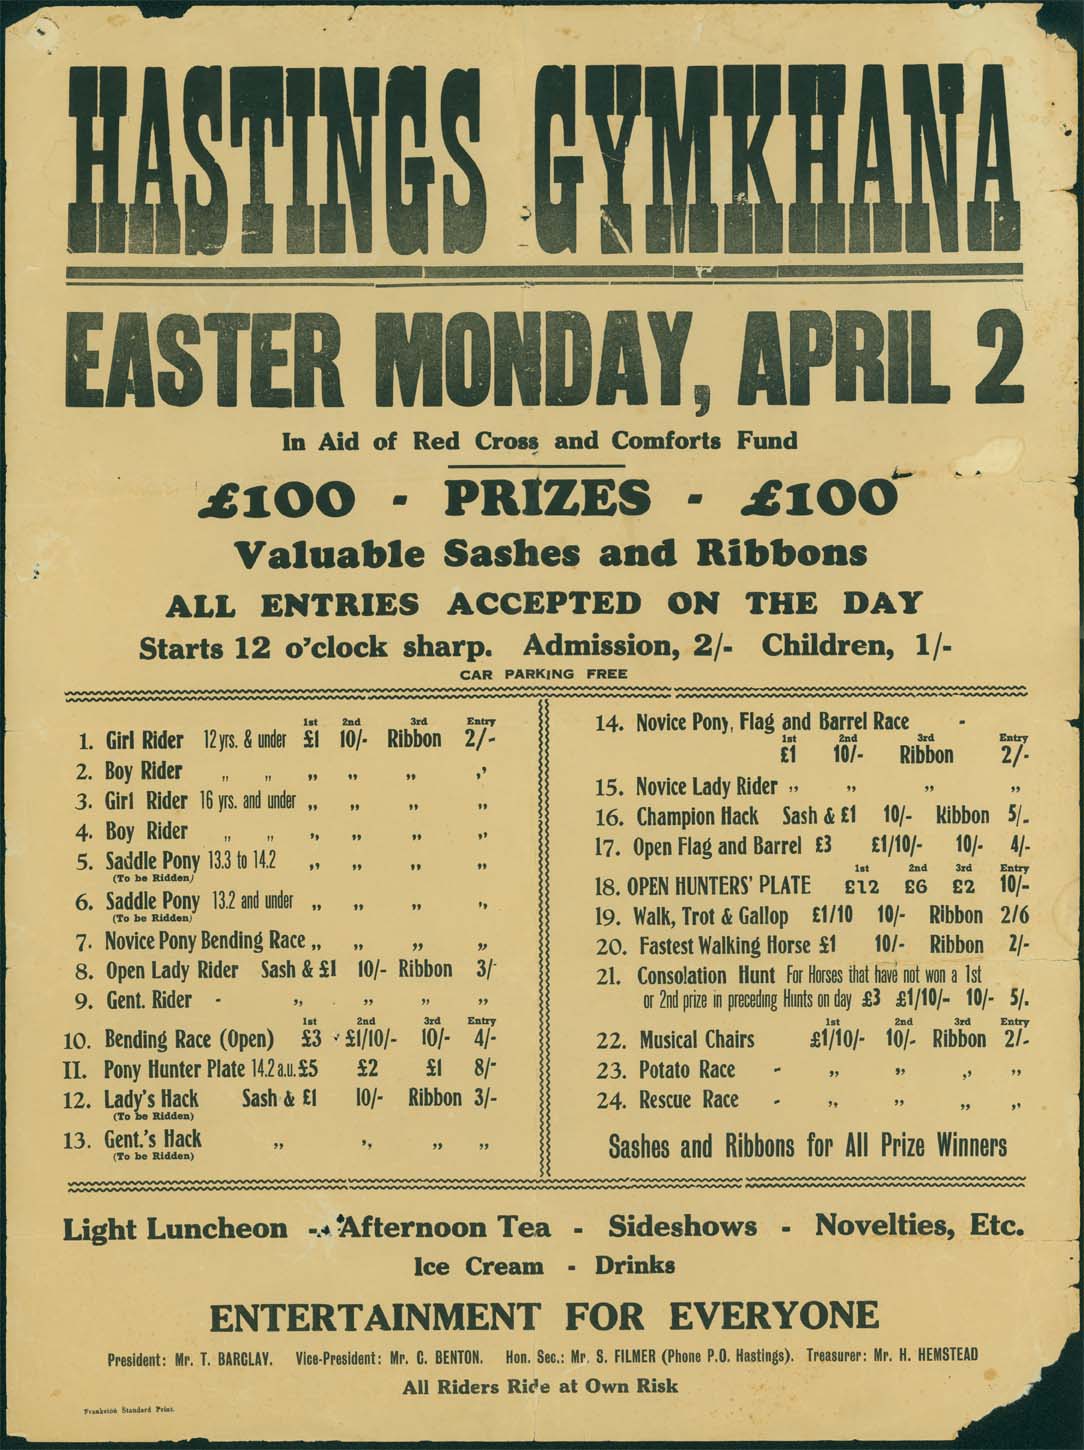 HASTINGS GYMKHANA
EASTER MONDAY, APRIL 2
In Aid of Red Cross and Comforts Fund
£100 - PRIZES - £100
Valuable Sashes and Ribbons
ALL ENTRIES ACCEPTED ON THE DAY
Starts 12 o'clock sharp. Admission, 2/- Children, 1/-
CAR PARKING FREE
1st 2nd 3rd Entry
1. Girl Rider 12 yrs. & under £1 10/- Ribbon 2/-
2. Boy Rider „ „ „ „ „ „
3. Girl Rider 16 yrs. and under „ „ „ „
4. Boy Rider „ „ „ „ „ „
5. Saddle Pony 13.3 to 14.2 „ „ „ „
(To be Ridden)
6. Saddle Pony 13.2 and under „ „ „ „
(To be Ridden)
7. Novice Pony Bending Race „ „ „ „
8. Open Lady Rider Sash & £1 10/- Ribbon 3/-
9. Gent. Rider - „ „ „ „
1st 2nd 3rd Entry
10. Bending Race (Open) £3 £1/10/- 10/- 4/-
11. Pony Hunter Plate 14.2 a.u. £5 £2 £1 8/-
12. Lady's Hack Sash & £1 10/- Ribbon 3/-
(To be Ridden)
13. Gent.'s Hack „ „ „ „
(To be Ridden)
14. Novice Pony, Flag and Barrel Race -
1st 2nd 3rd Entry
£1 10/- Ribbon 2/-
15. Novice Lady Rider „ „ „ „
16. Champion Hack Sash & £1 10/- Ribbon 5/-
17. Open Flag and Barrel £3 £1/10/- 10/- 4/-
1st 2nd 3rd Entry
18. OPEN HUNTERS' PLATE £12 £6 £2 10/-
19. Walk, Trot & Gallop £1/10 10/- Ribbon 2/6
20. Fastest Walking Horse £1 10/- Ribbon 2/-
21. Consolation Hunt For Horses that have not won a 1st
or 2nd prize in preceding Hunts on day £3 £1/10/- 10/- 5/.
1st 2nd 3rd Entry
22. Musical Chairs £1/10/- 10/- Ribbon 2/-
23. Potato Race - „ „ „ „
24. Rescue Race - „ „ „ „
Sashes and Ribbons for All Prize Winners
Light Luncheon - Afternoon Tea - Sideshows - Novelties, Etc.
Ice Cream - Drinks
ENTERTAINMENT FOR EVERYONE
President: Mr. T. BARCLAY. Vice-President: Mr. C. BENTON. Hon. Sec.: Mr. S. FILMER (Phone P.O. Hastings). Treasurer: Mr. H. HEMSTEAD
All Riders Ride at Own Risk
Frankston Standard Print.